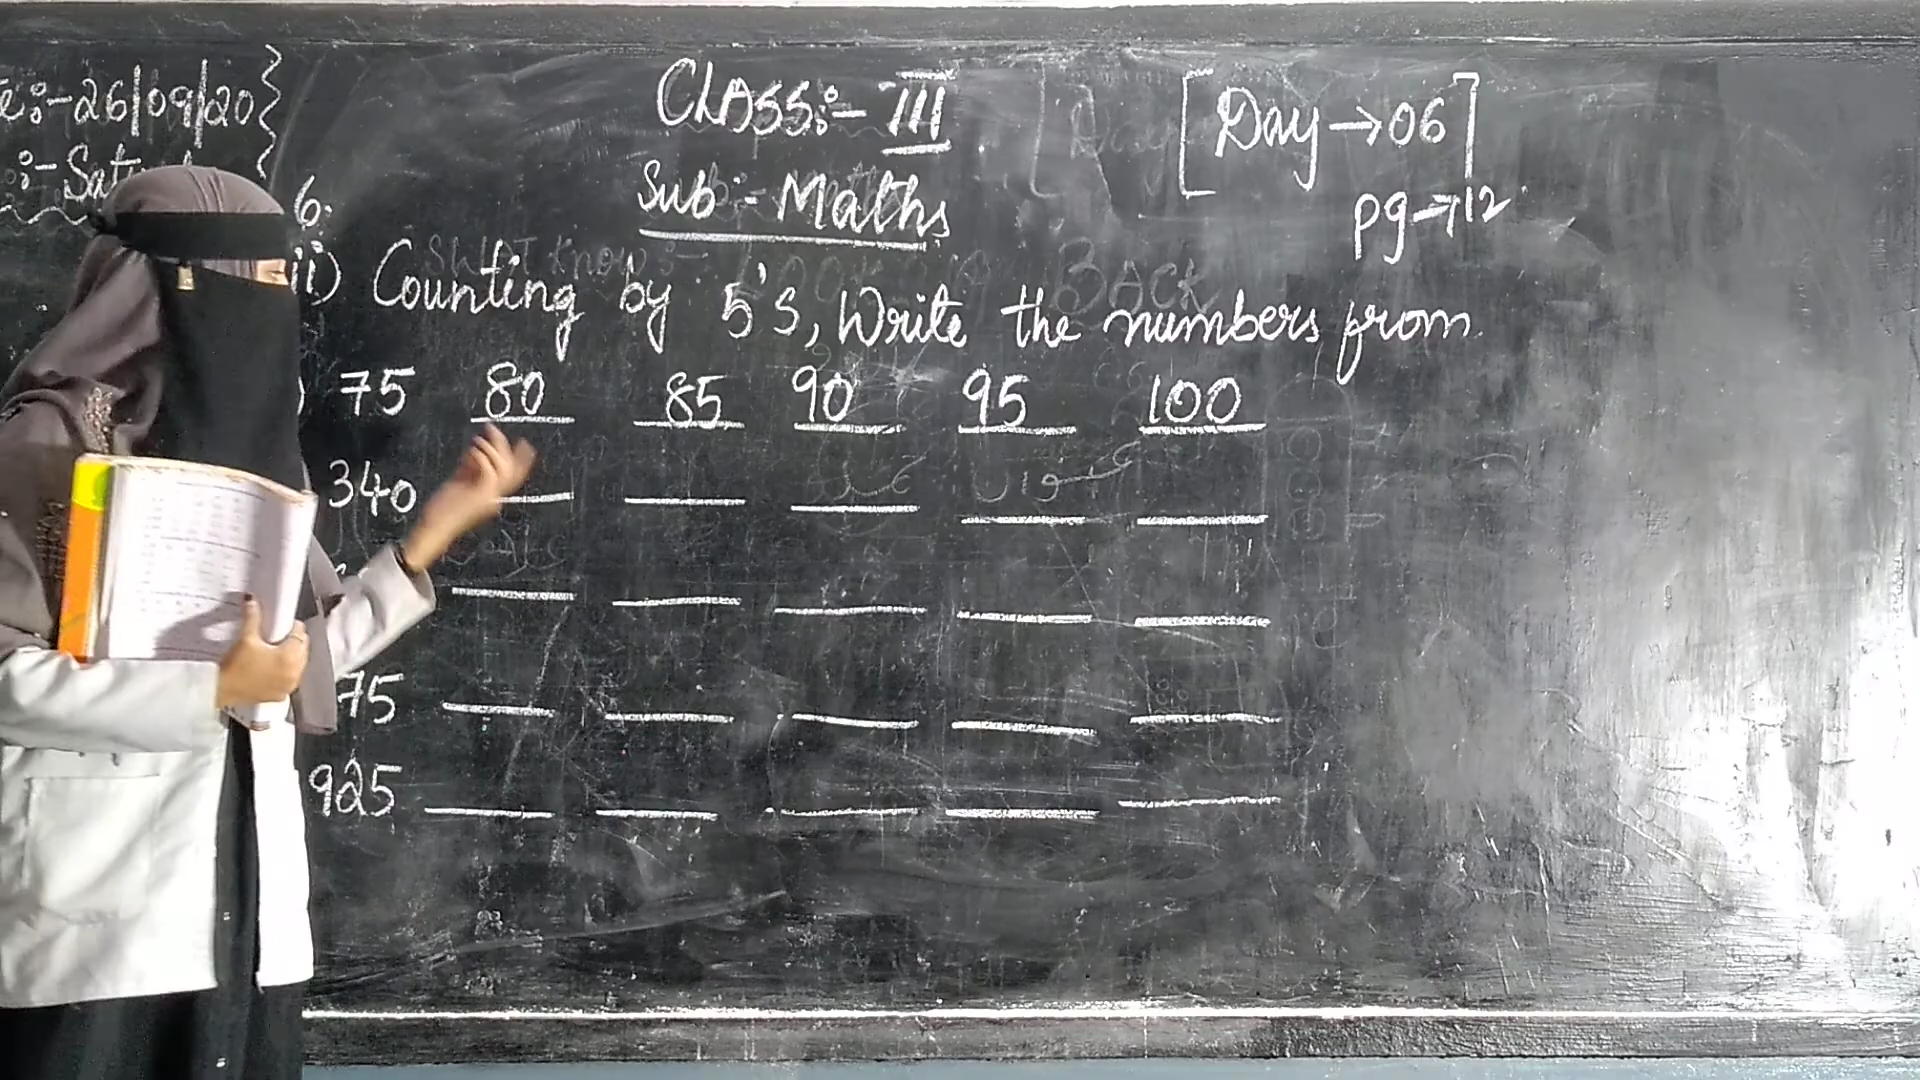 e:-26|09|20}
:-Satu
CLASS:- III
[Day→06]
Sub:- Maths
pg→12
6.
ii) Counting by 5's, Write the numbers from
) 75 80 85 90 95 100
340
75
925